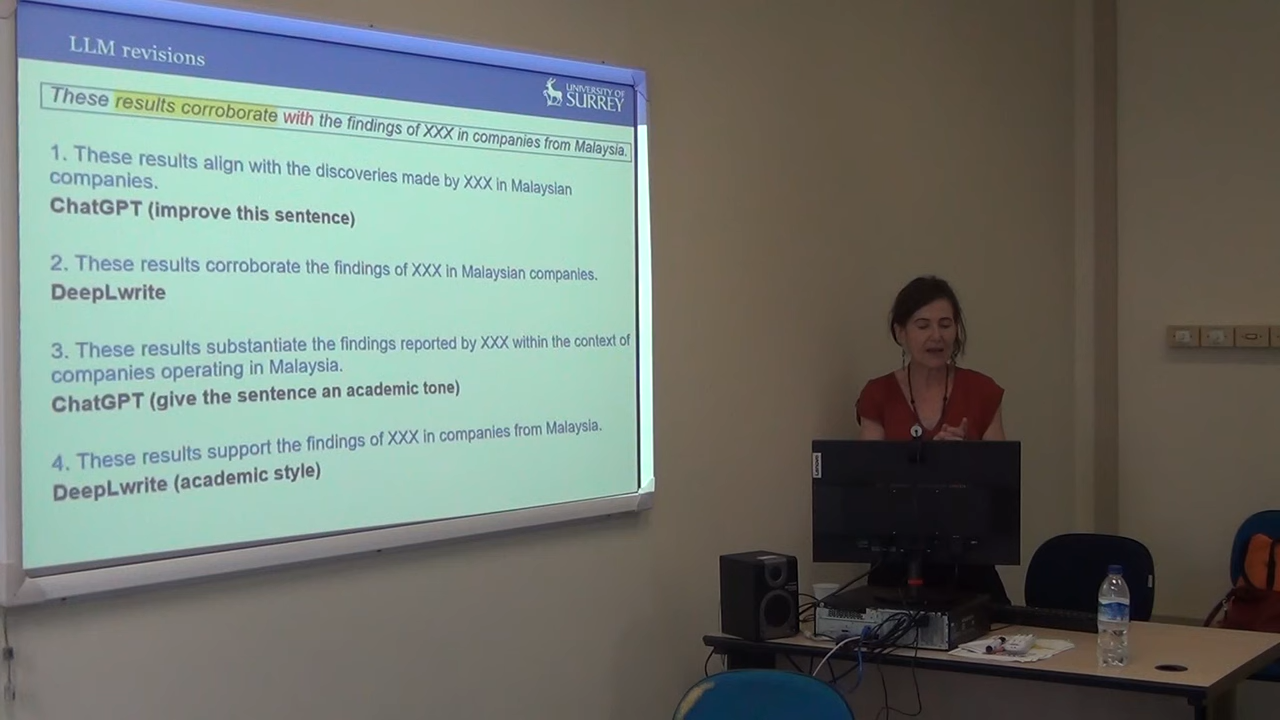 LLM revisions
UNIVERSITY OF
SURREY
These results corroborate with the findings of XXX in companies from Malaysia.
1. These results align with the discoveries made by XXX in Malaysian
companies.
ChatGPT (improve this sentence)
2. These results corroborate the findings of XXX in Malaysian companies.
DeepLwrite
3. These results substantiate the findings reported by XXX within the context of
companies operating in Malaysia.
ChatGPT (give the sentence an academic tone)
4. These results support the findings of XXX in companies from Malaysia.
DeepLwrite (academic style)
Lenovo